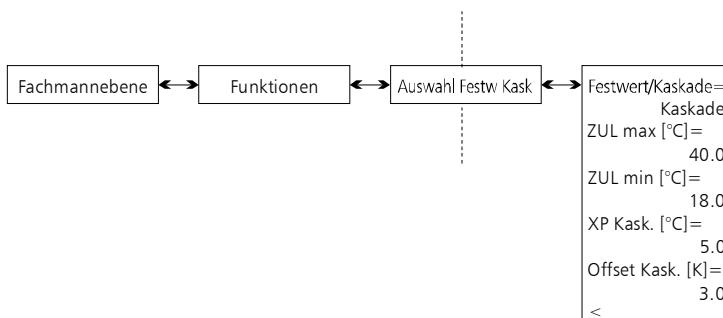 Fachmannebene
Funktionen
Auswahl Festw Kask
Festwert/Kaskade=
Kaskade
ZUL max [°C]=
40.0
ZUL min [°C]=
18.0
XP Kask. [°C]=
5.0
Offset Kask. [K]=
3.0
<